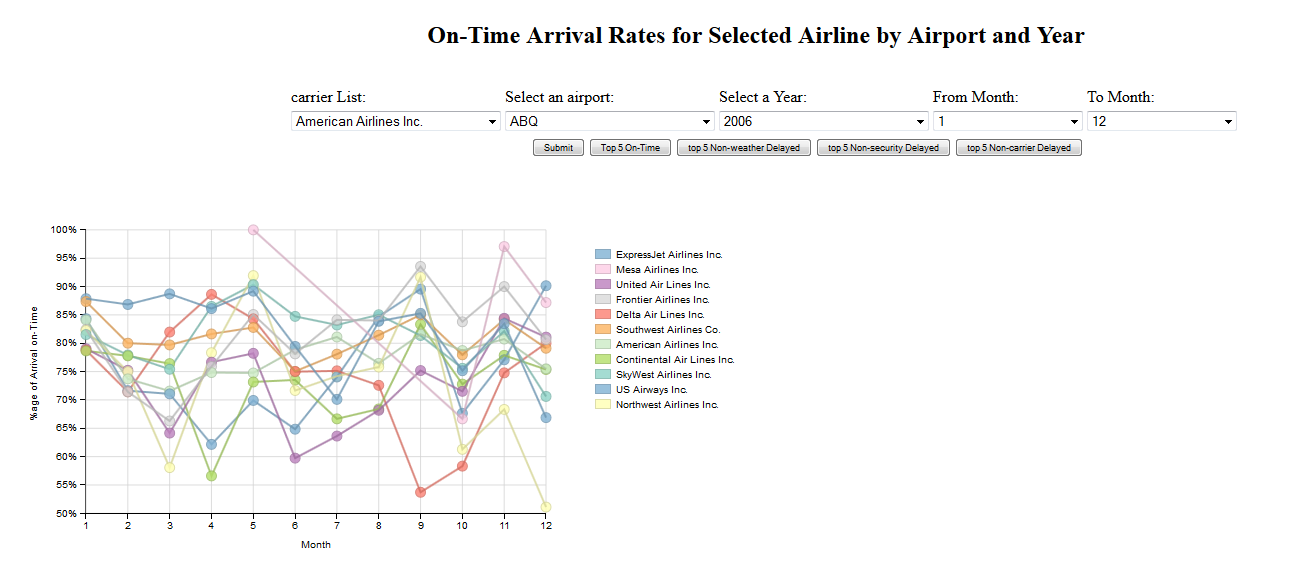 On-Time Arrival Rates for Selected Airline by Airport and Year
carrier List: Select an airport: Select a Year: From Month: To Month:
American Airlines Inc. ABQ 2006 1 12
Submit Top 5 On-Time top 5 Non-weather Delayed top 5 Non-security Delayed top 5 Non-carrier Delayed
%age of Arrival on-Time
100%
95%
90%
85%
80%
75%
70%
65%
60%
55%
50%
1 2 3 4 5 6 7 8 9 10 11 12
Month
ExpressJet Airlines Inc.
Mesa Airlines Inc.
United Air Lines Inc.
Frontier Airlines Inc.
Delta Air Lines Inc.
Southwest Airlines Co.
American Airlines Inc.
Continental Air Lines Inc.
SkyWest Airlines Inc.
US Airways Inc.
Northwest Airlines Inc.